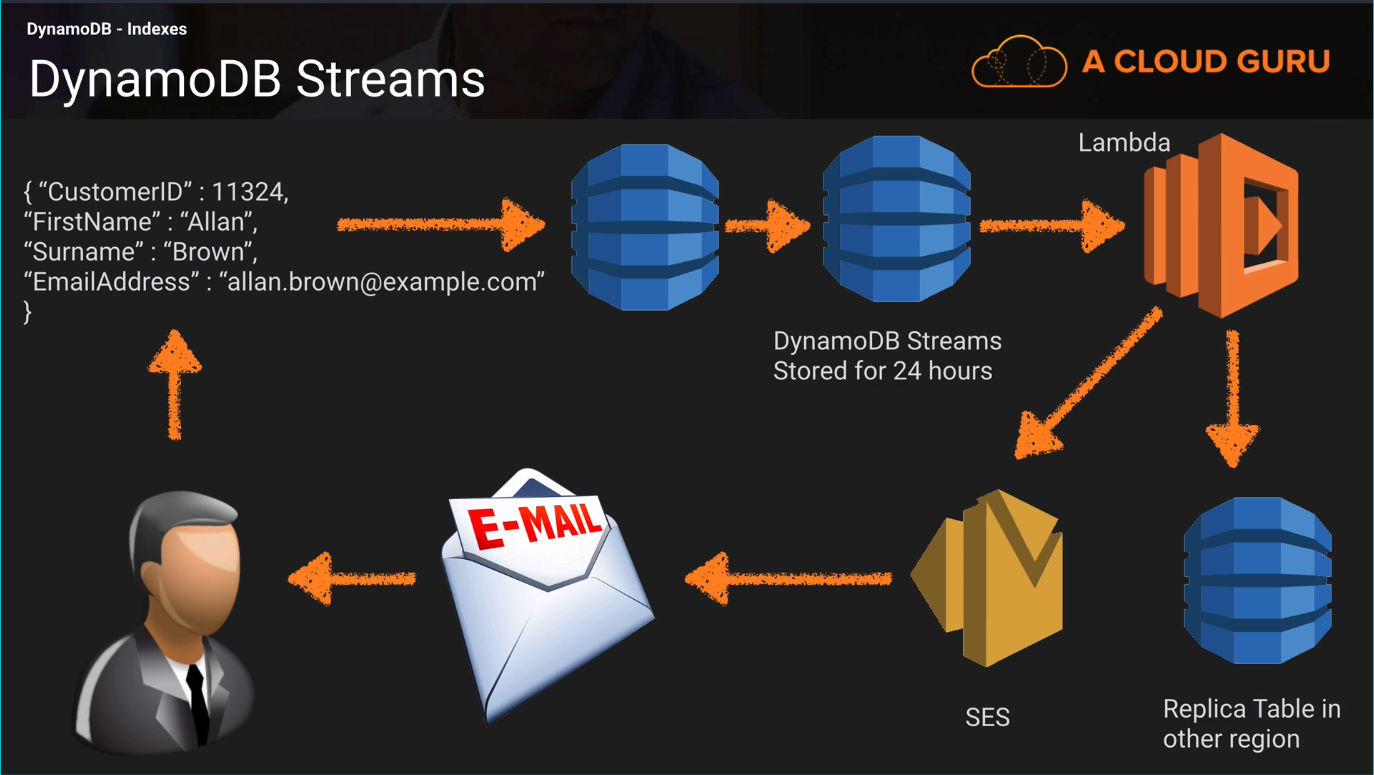 DynamoDB - Indexes
DynamoDB Streams
A CLOUD GURU
{ “CustomerID” : 11324,
“FirstName” : “Allan”,
“Surname” : “Brown”,
“EmailAddress” : “allan.brown@example.com”
}
Lambda
DynamoDB Streams
Stored for 24 hours
E-MAIL
SES
Replica Table in
other region